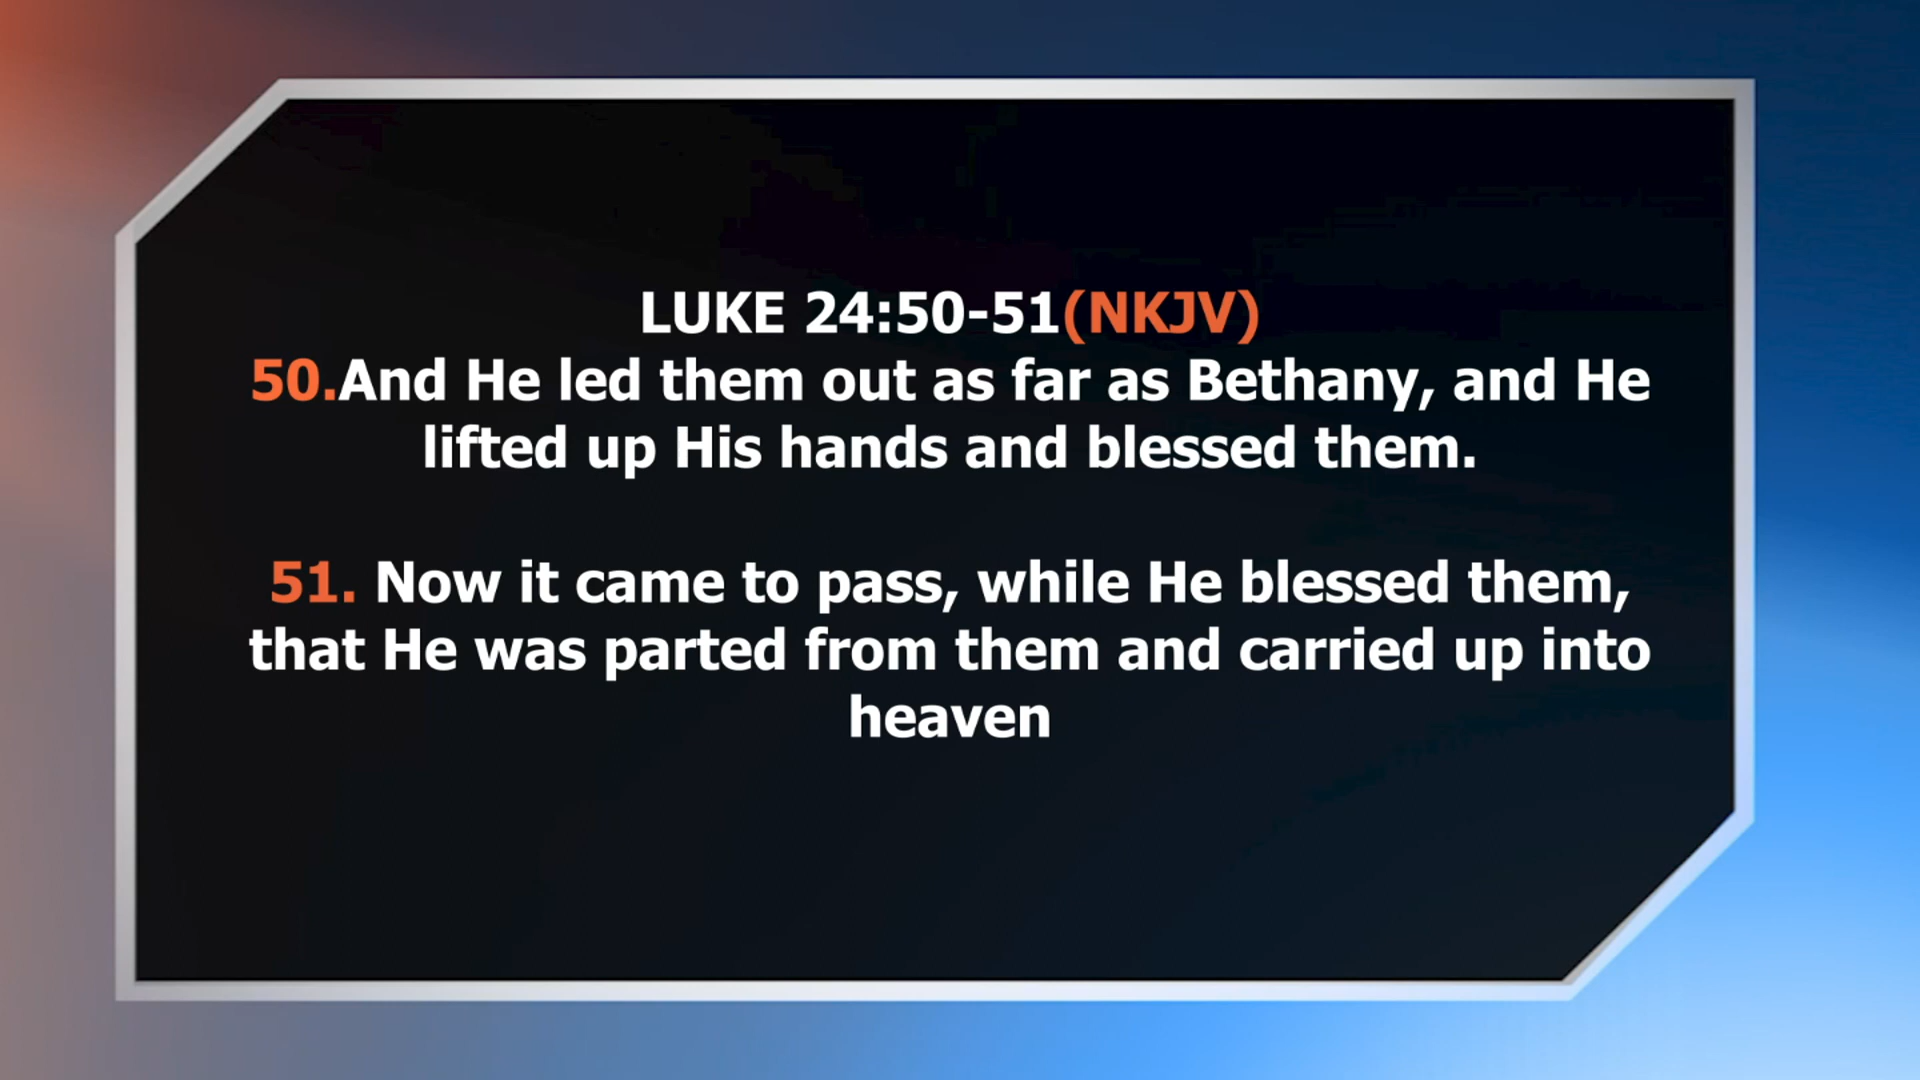 LUKE 24:50-51(NKJV)
50.And He led them out as far as Bethany, and He
lifted up His hands and blessed them.
51. Now it came to pass, while He blessed them,
that He was parted from them and carried up into
heaven